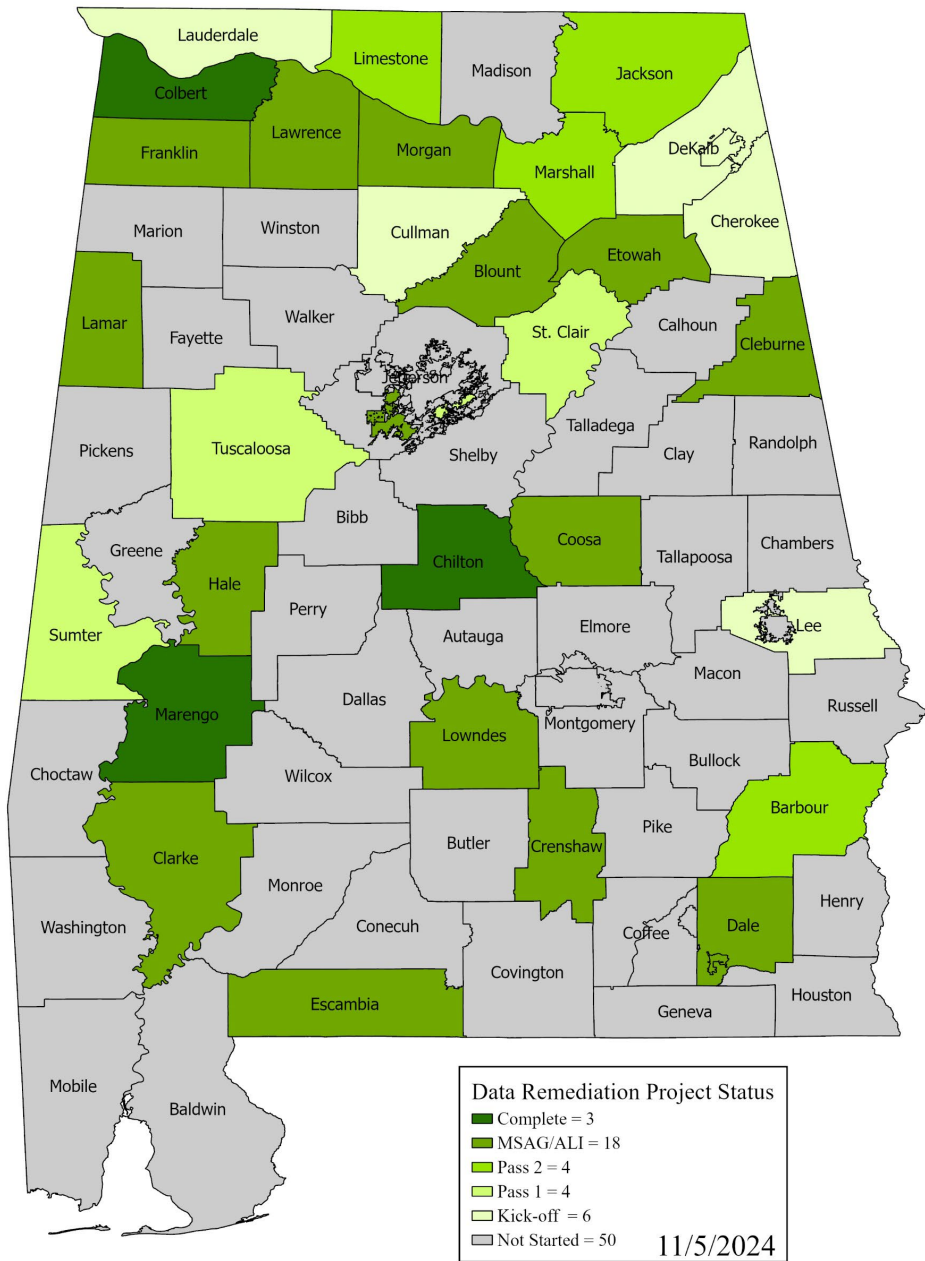 Lauderdale
Limestone
Madison
Jackson
Colbert
Lawrence
Franklin
Morgan
DeKalb
Marshall
Cherokee
Marion
Winston
Cullman
Etowah
Blount
Lamar
Walker
St. Clair
Calhoun
Fayette
Cleburne
Jefferson
Talladega
Randolph
Pickens
Tuscaloosa
Shelby
Clay
Bibb
Greene
Chilton
Coosa
Tallapoosa
Chambers
Hale
Perry
Sumter
Autauga
Elmore
Lee
Macon
Dallas
Marengo
Russell
Lowndes
Montgomery
Choctaw
Wilcox
Bullock
Barbour
Butler
Crenshaw
Pike
Clarke
Monroe
Henry
Washington
Conecuh
Coffee
Dale
Covington
Escambia
Houston
Geneva
Mobile
Baldwin
Data Remediation Project Status
Complete = 3
MSAG/ALI = 18
Pass 2 = 4
Pass 1 = 4
Kick-off = 6
Not Started = 50
11/5/2024